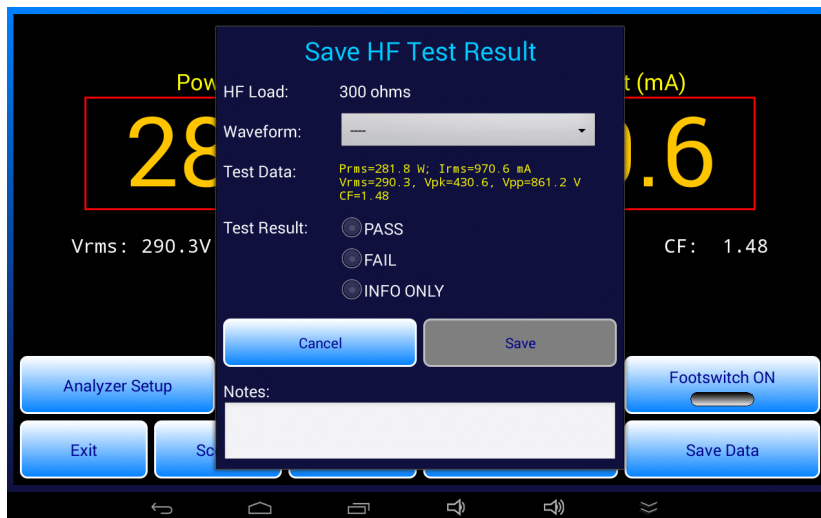 Save HF Test Result
Pow
t (mA)
HF Load: 300 ohms
28
0.6
Waveform: ----
Test Data: Prms=281.8 W; Irms=970.6 mA
Vrms=290.3, Vpk=430.6, Vpp=861.2 V
CF=1.48
Test Result: PASS
Vrms: 290.3V
CF: 1.48
FAIL
INFO ONLY
Cancel Save
Analyzer Setup
Footswitch ON
Notes:
Exit
Sc
Save Data